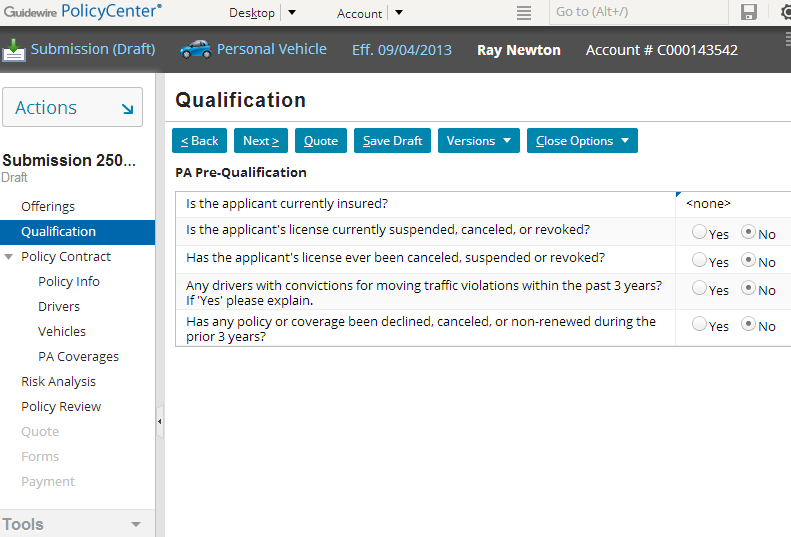 Guidewire PolicyCenter® Desktop Account Go to (Alt+/)
Submission (Draft) Personal Vehicle Eff. 09/04/2013 Ray Newton Account # C000143542
Actions
Qualification
< Back Next > Quote Save Draft Versions Close Options
Submission 250...
Draft
PA Pre-Qualification
Offerings
Qualification
Policy Contract
Policy Info
Drivers
Vehicles
PA Coverages
Risk Analysis
Policy Review
Quote
Forms
Payment
Tools
Is the applicant currently insured? <none>
Is the applicant's license currently suspended, canceled, or revoked? Yes No
Has the applicant's license ever been canceled, suspended or revoked? Yes No
Any drivers with convictions for moving traffic violations within the past 3 years?
If 'Yes' please explain. Yes No
Has any policy or coverage been declined, canceled, or non-renewed during the
prior 3 years? Yes No